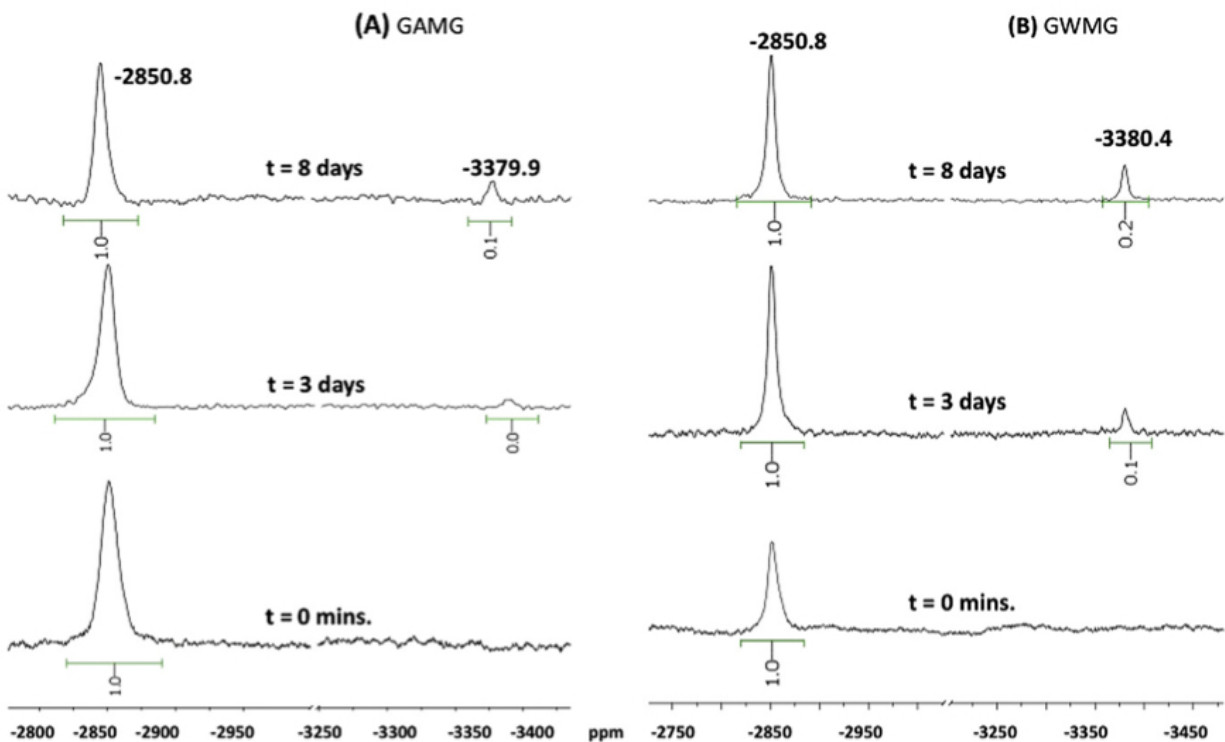 (A) GAMG
-2850.8
t = 8 days
-3379.9
1.0
0.1
t = 3 days
1.0
0.0
t = 0 mins.
1.0
-2800 -2850 -2900 -2950 -3250 -3300 -3350 -3400 ppm
(B) GWMG
-2850.8
-3380.4
t = 8 days
1.0
0.2
t = 3 days
1.0
0.1
t = 0 mins.
1.0
-2750 -2850 -2950 -3250 -3350 -3450